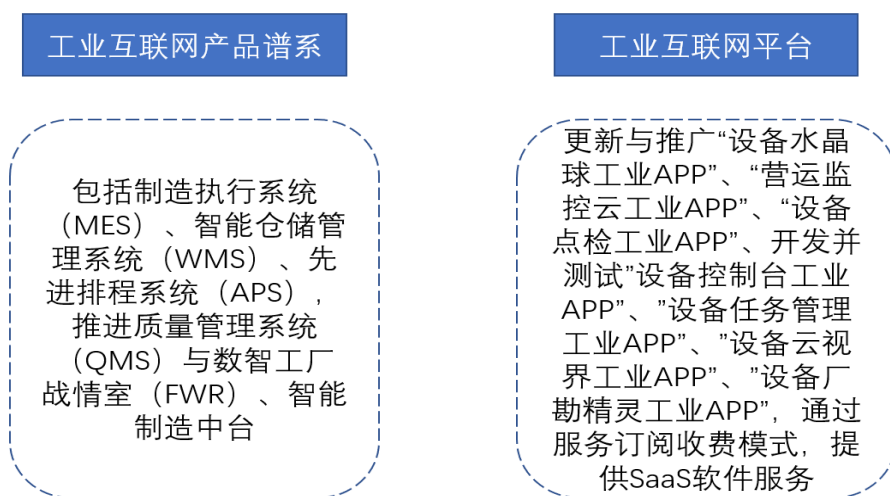 工业互联网产品谱系
包括制造执行系统
（MES）、智能仓储管
理系统（WMS）、先
进排程系统（APS），
推进质量管理系统
（QMS）与数智工厂
战情室（FWR）、智能
制造中台
工业互联网平台
更新与推广“设备水晶
球工业APP”、“营运监
控云工业APP”、“设备
点检工业APP”、开发并
测试”设备控制台工业
APP”、”设备任务管理
工业APP”、”设备云视
界工业APP”、”设备厂
勘精灵工业APP”，通过
服务订阅收费模式，提
供SaaS软件服务